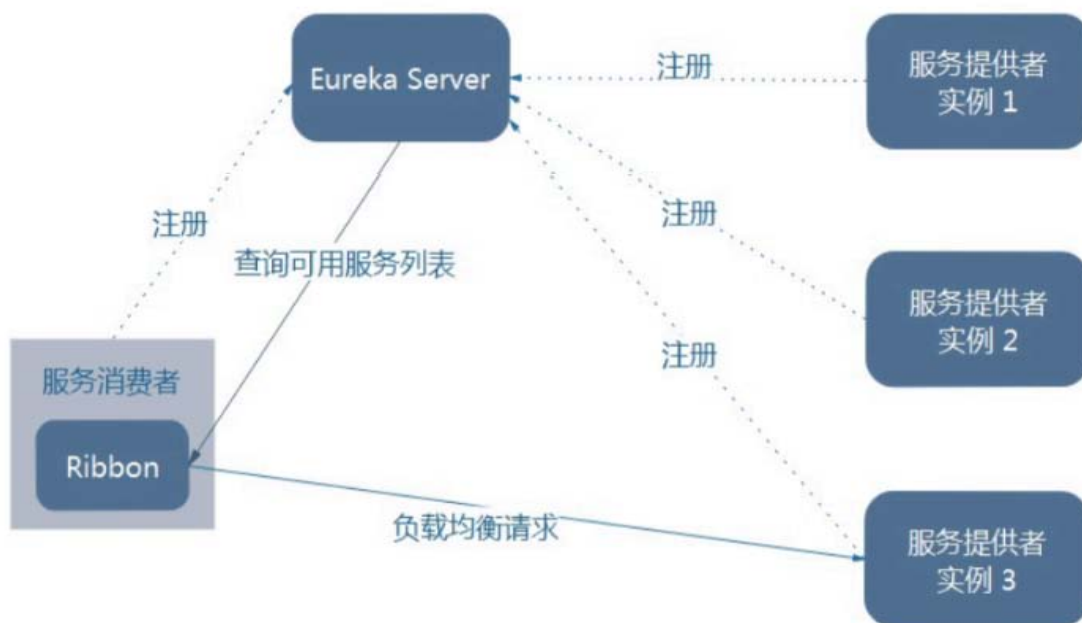 Eureka Server
注册
服务提供者
实例 1
注册
注册
查询可用服务列表
服务提供者
实例 2
注册
服务消费者
Ribbon
负载均衡请求
服务提供者
实例 3